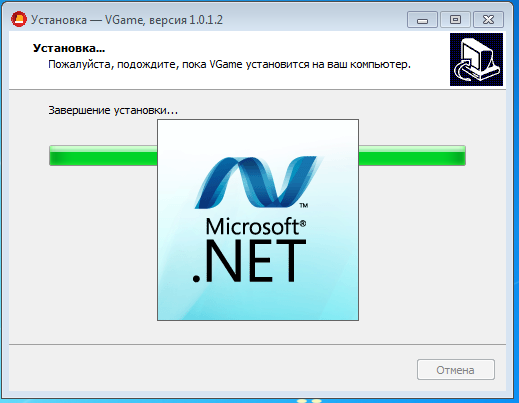 Установка — VGame, версия 1.0.1.2
Установка...
Пожалуйста, подождите, пока VGame установится на ваш компьютер.
Завершение установки...
Microsoft®
.NET™
Отмена